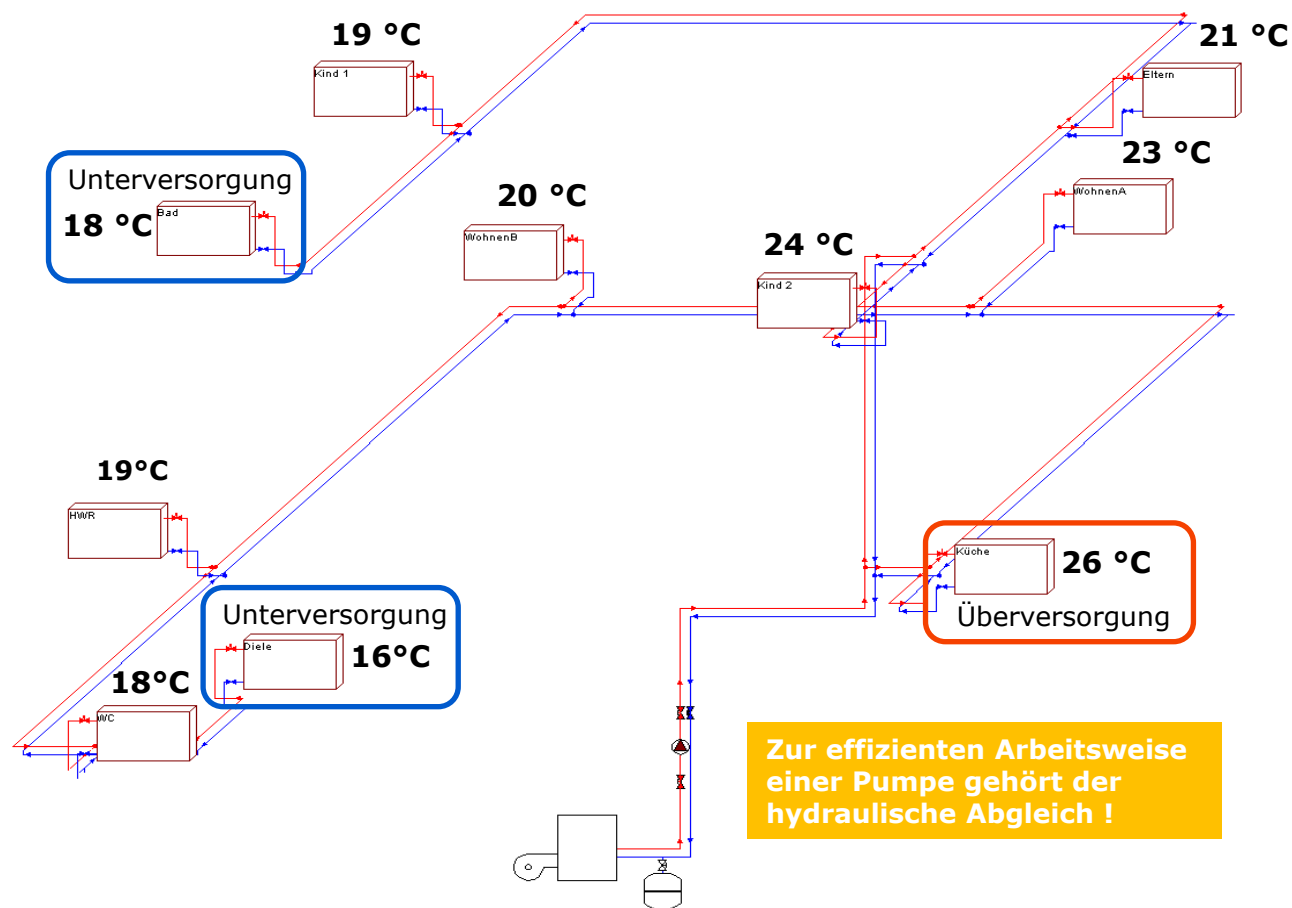 19 °C
Kind 1
21 °C
Eltern
Unterversorgung
18 °C
Bad
20 °C
WohnenB
23 °C
WohnenA
24 °C
Kind 2
19°C
HWR
Unterversorgung
Diele
16°C
18°C
WC
Küche
26 °C
Überversorgung
Zur effizienten Arbeitsweise
einer Pumpe gehört der
hydraulische Abgleich !